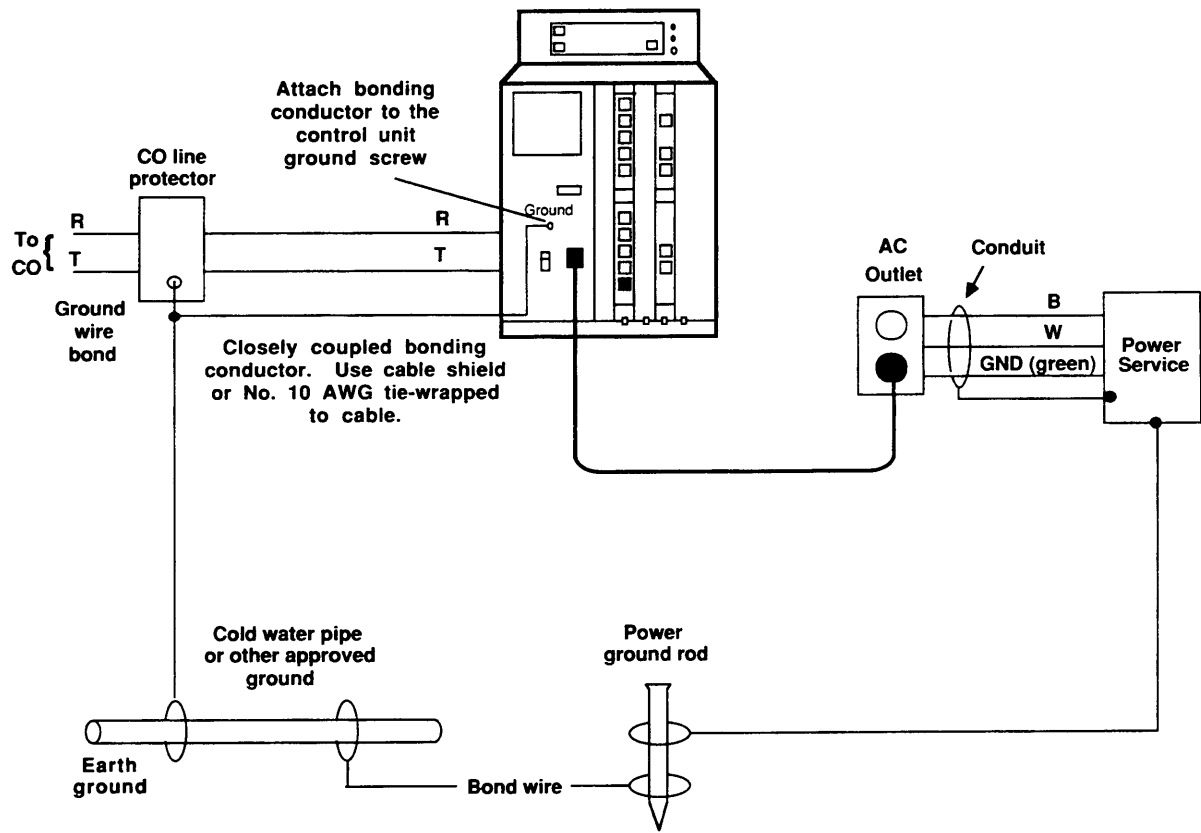 Attach bonding
conductor to the
control unit
ground screw
CO line
protector
Ground
R
R
To
CO
T
T
AC
Outlet
Conduit
B
W
GND (green)
Power
Service
Ground
wire
bond
Closely coupled bonding
conductor. Use cable shield
or No. 10 AWG tie-wrapped
to cable.
Cold water pipe
or other approved
ground
Power
ground rod
Earth
ground
Bond wire